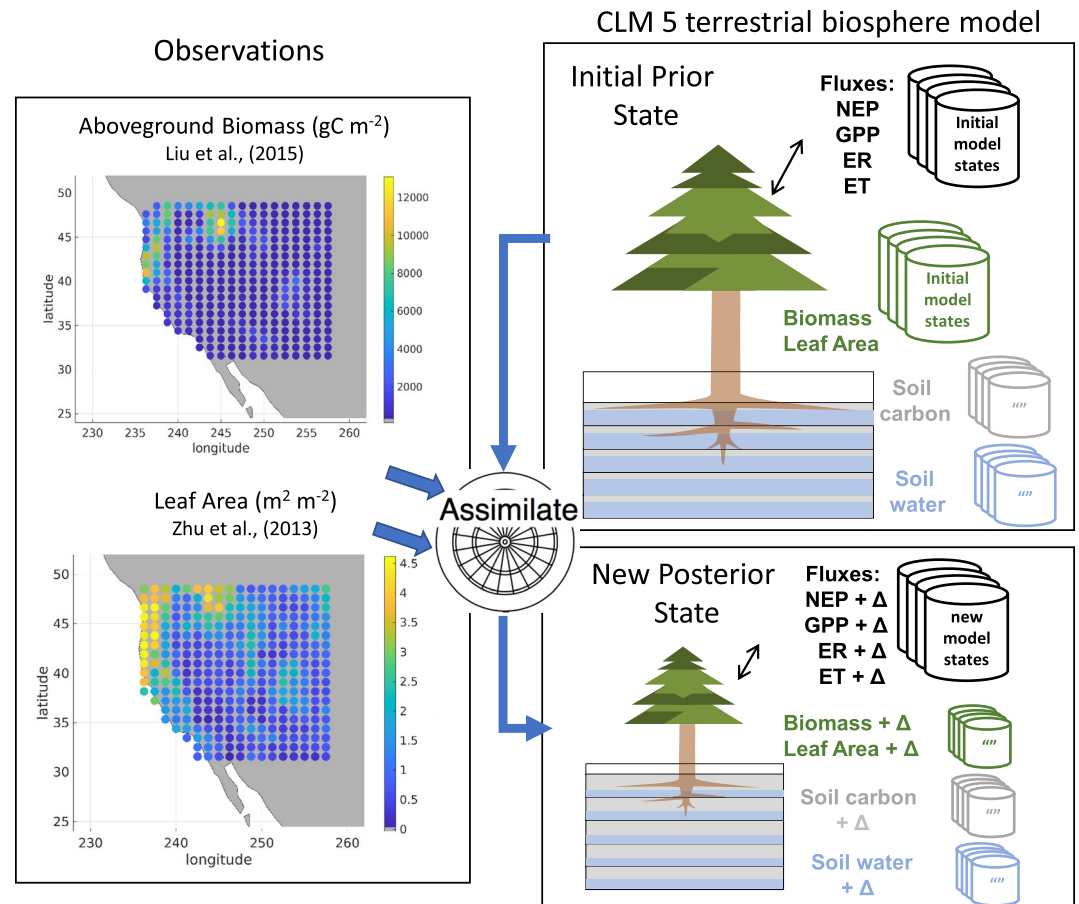 Observations
Aboveground Biomass (gC m-2)
Liu et al., (2015)
50
45
40
35
30
25
latitude
230
235
240
245
250
255
260
longitude
12000
10000
8000
6000
4000
2000
Leaf Area (m2 m-2)
Zhu et al., (2013)
50
45
40
35
30
25
latitude
230
240
250
260
longitude
4.5
4
3.5
3
2.5
2
1.5
1
0.5
0
Assimilate
CLM 5 terrestrial biosphere model
Initial Prior
State
Fluxes:
NEP
GPP
ER
ET
Initial
model
states
Biomass
Leaf Area
Initial
model
states
Soil
carbon
“”
Soil
water
“”
New Posterior
State
Fluxes:
NEP + Δ
GPP + Δ
ER + Δ
ET + Δ
new
model
states
Biomass + Δ
Leaf Area + Δ
“”
Soil carbon
+ Δ
“”
Soil water
+ Δ
“”